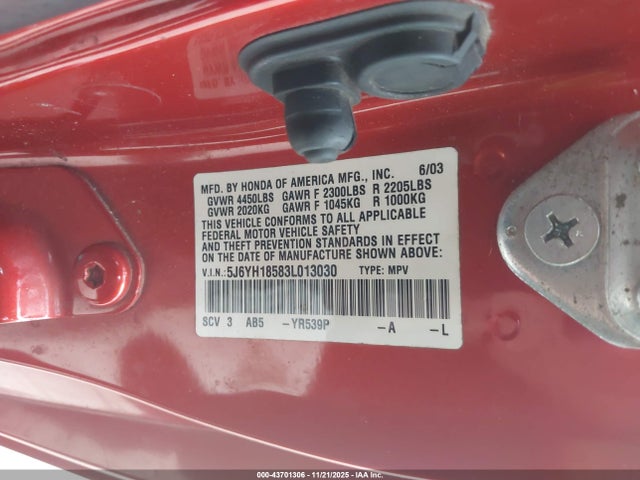 MFD. BY HONDA OF AMERICA MFG., INC. 6/03
GVWR 4450LBS GAWR F 2300LBS R 2205LBS
GVWR 2020KG GAWR F 1045KG R 1000KG
THIS VEHICLE CONFORMS TO ALL APPLICABLE
FEDERAL MOTOR VEHICLE SAFETY
AND THEFT PREVENTION STANDARDS IN EFFECT
ON THE DATE OF MANUFACTURE SHOWN ABOVE:
V.I.N.: 5J6YH18583L013030 TYPE: MPV
SCV 3 AB5 -YR539P -A -L
000-43701306 | 11/21/2025 - IAAI.com